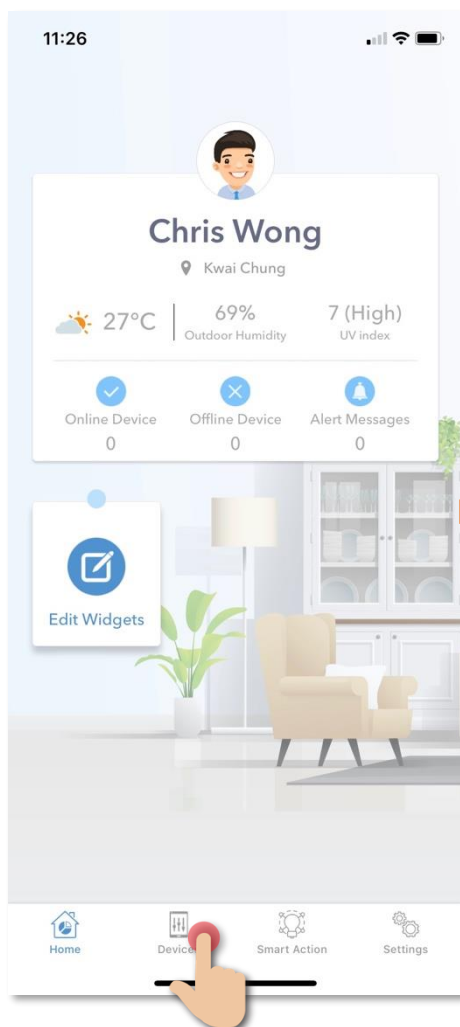 11:26
Chris Wong
Kwai Chung
27°C
69%
Outdoor Humidity
7 (High)
UV index
Online Device
0
Offline Device
0
Alert Messages
0
Edit Widgets
Home
Smart Action
Settings